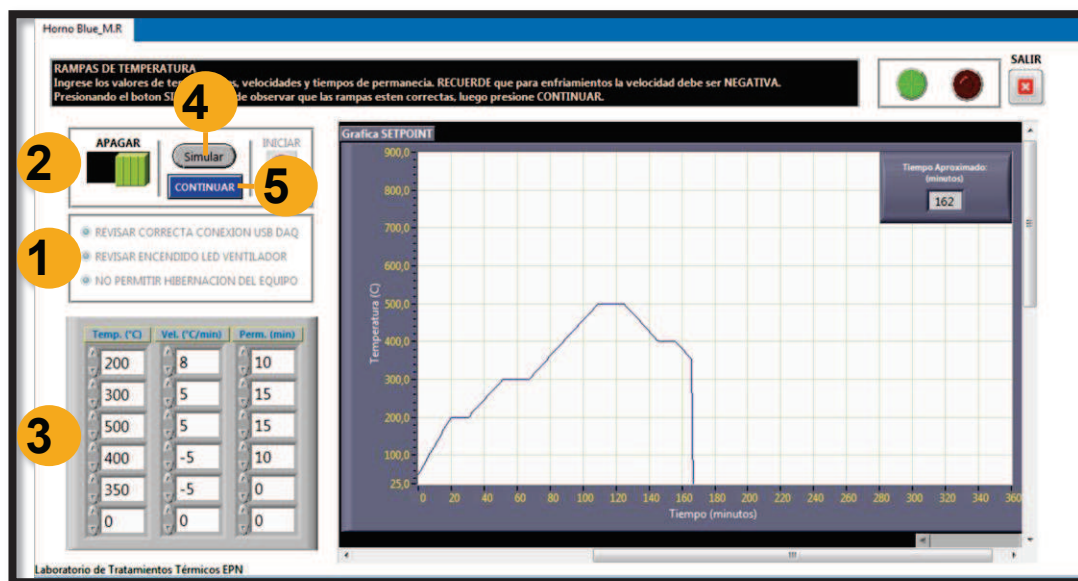 Horno Blue_M.R
RAMPAS DE TEMPERATURA
Ingrese los valores de s, velocidades y tiempos de permanecia. RECUERDE que para enfriamientos la velocidad debe ser NEGATIVA.
Presionando el boton de observar que las rampas esten correctas, luego presione CONTINUAR.
SALIR
4
2
APAGAR
Simular
INICIAR
CONTINUAR
5
1
REVISAR CORRECTA CONEXION USB DAQ
REVISAR ENCENDIDO LED VENTILADOR
NO PERMITIR HIBERNACION DEL EQUIPO
3
Temp. (°C) Vel. (°C/min) Perm. (min)
200 8 10
300 5 15
500 5 15
400 -5 10
350 -5 0
0 0 0
Grafica SETPOINT
Tiempo Aproximado:
(minutos)
162
Temperatura (C)
900,0
800,0
700,0
600,0
500,0
400,0
300,0
200,0
100,0
25,0
0 20 40 60 80 100 120 140 160 180 200 220 240 260 280 300 320 340 360
Tiempo (minutos)
Laboratorio de Tratamientos Térmicos EPN